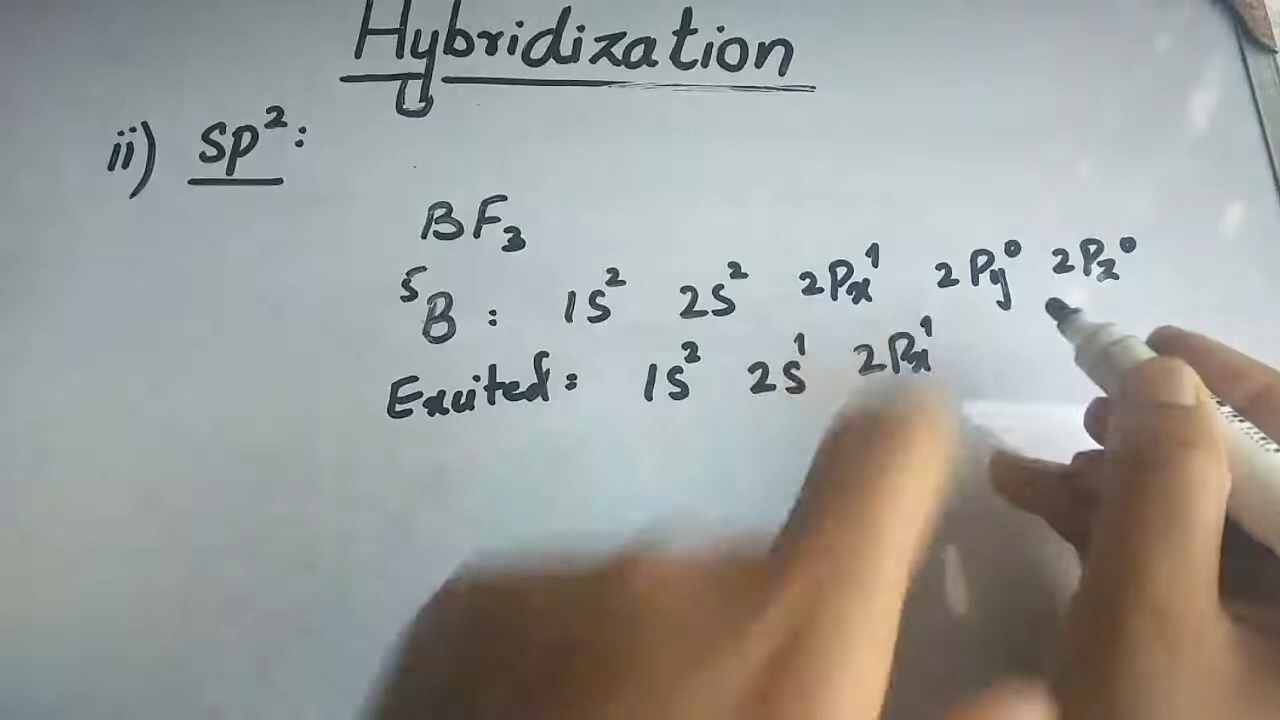 Hybridization
ii) sp²:
BF₃
⁵B : 1s² 2s² 2Px¹ 2Py⁰ 2Pz⁰
Excited: 1s² 2s¹ 2Px¹